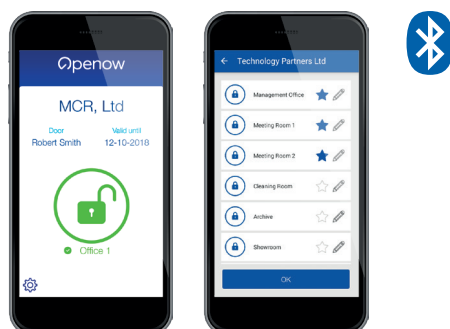 Openow
MCR, Ltd
Door Valid until
Robert Smith 12-10-2018
Office 1
Technology Partners Ltd
Management Office
Meeting Room 1
Meeting Room 2
Cleaning Room
Archive
Showroom
OK